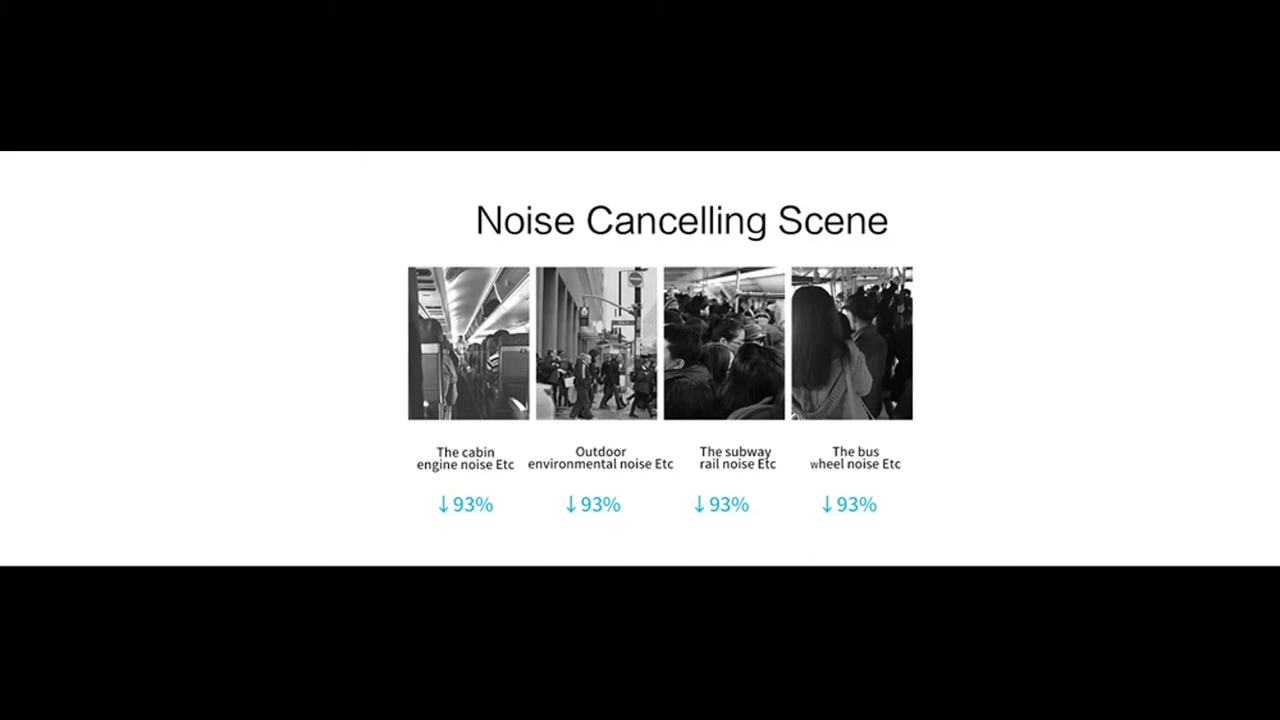 Noise Cancelling Scene
The cabin
engine noise Etc
Outdoor
environmental noise Etc
The subway
rail noise Etc
The bus
wheel noise Etc
↓93%
↓93%
↓93%
↓93%